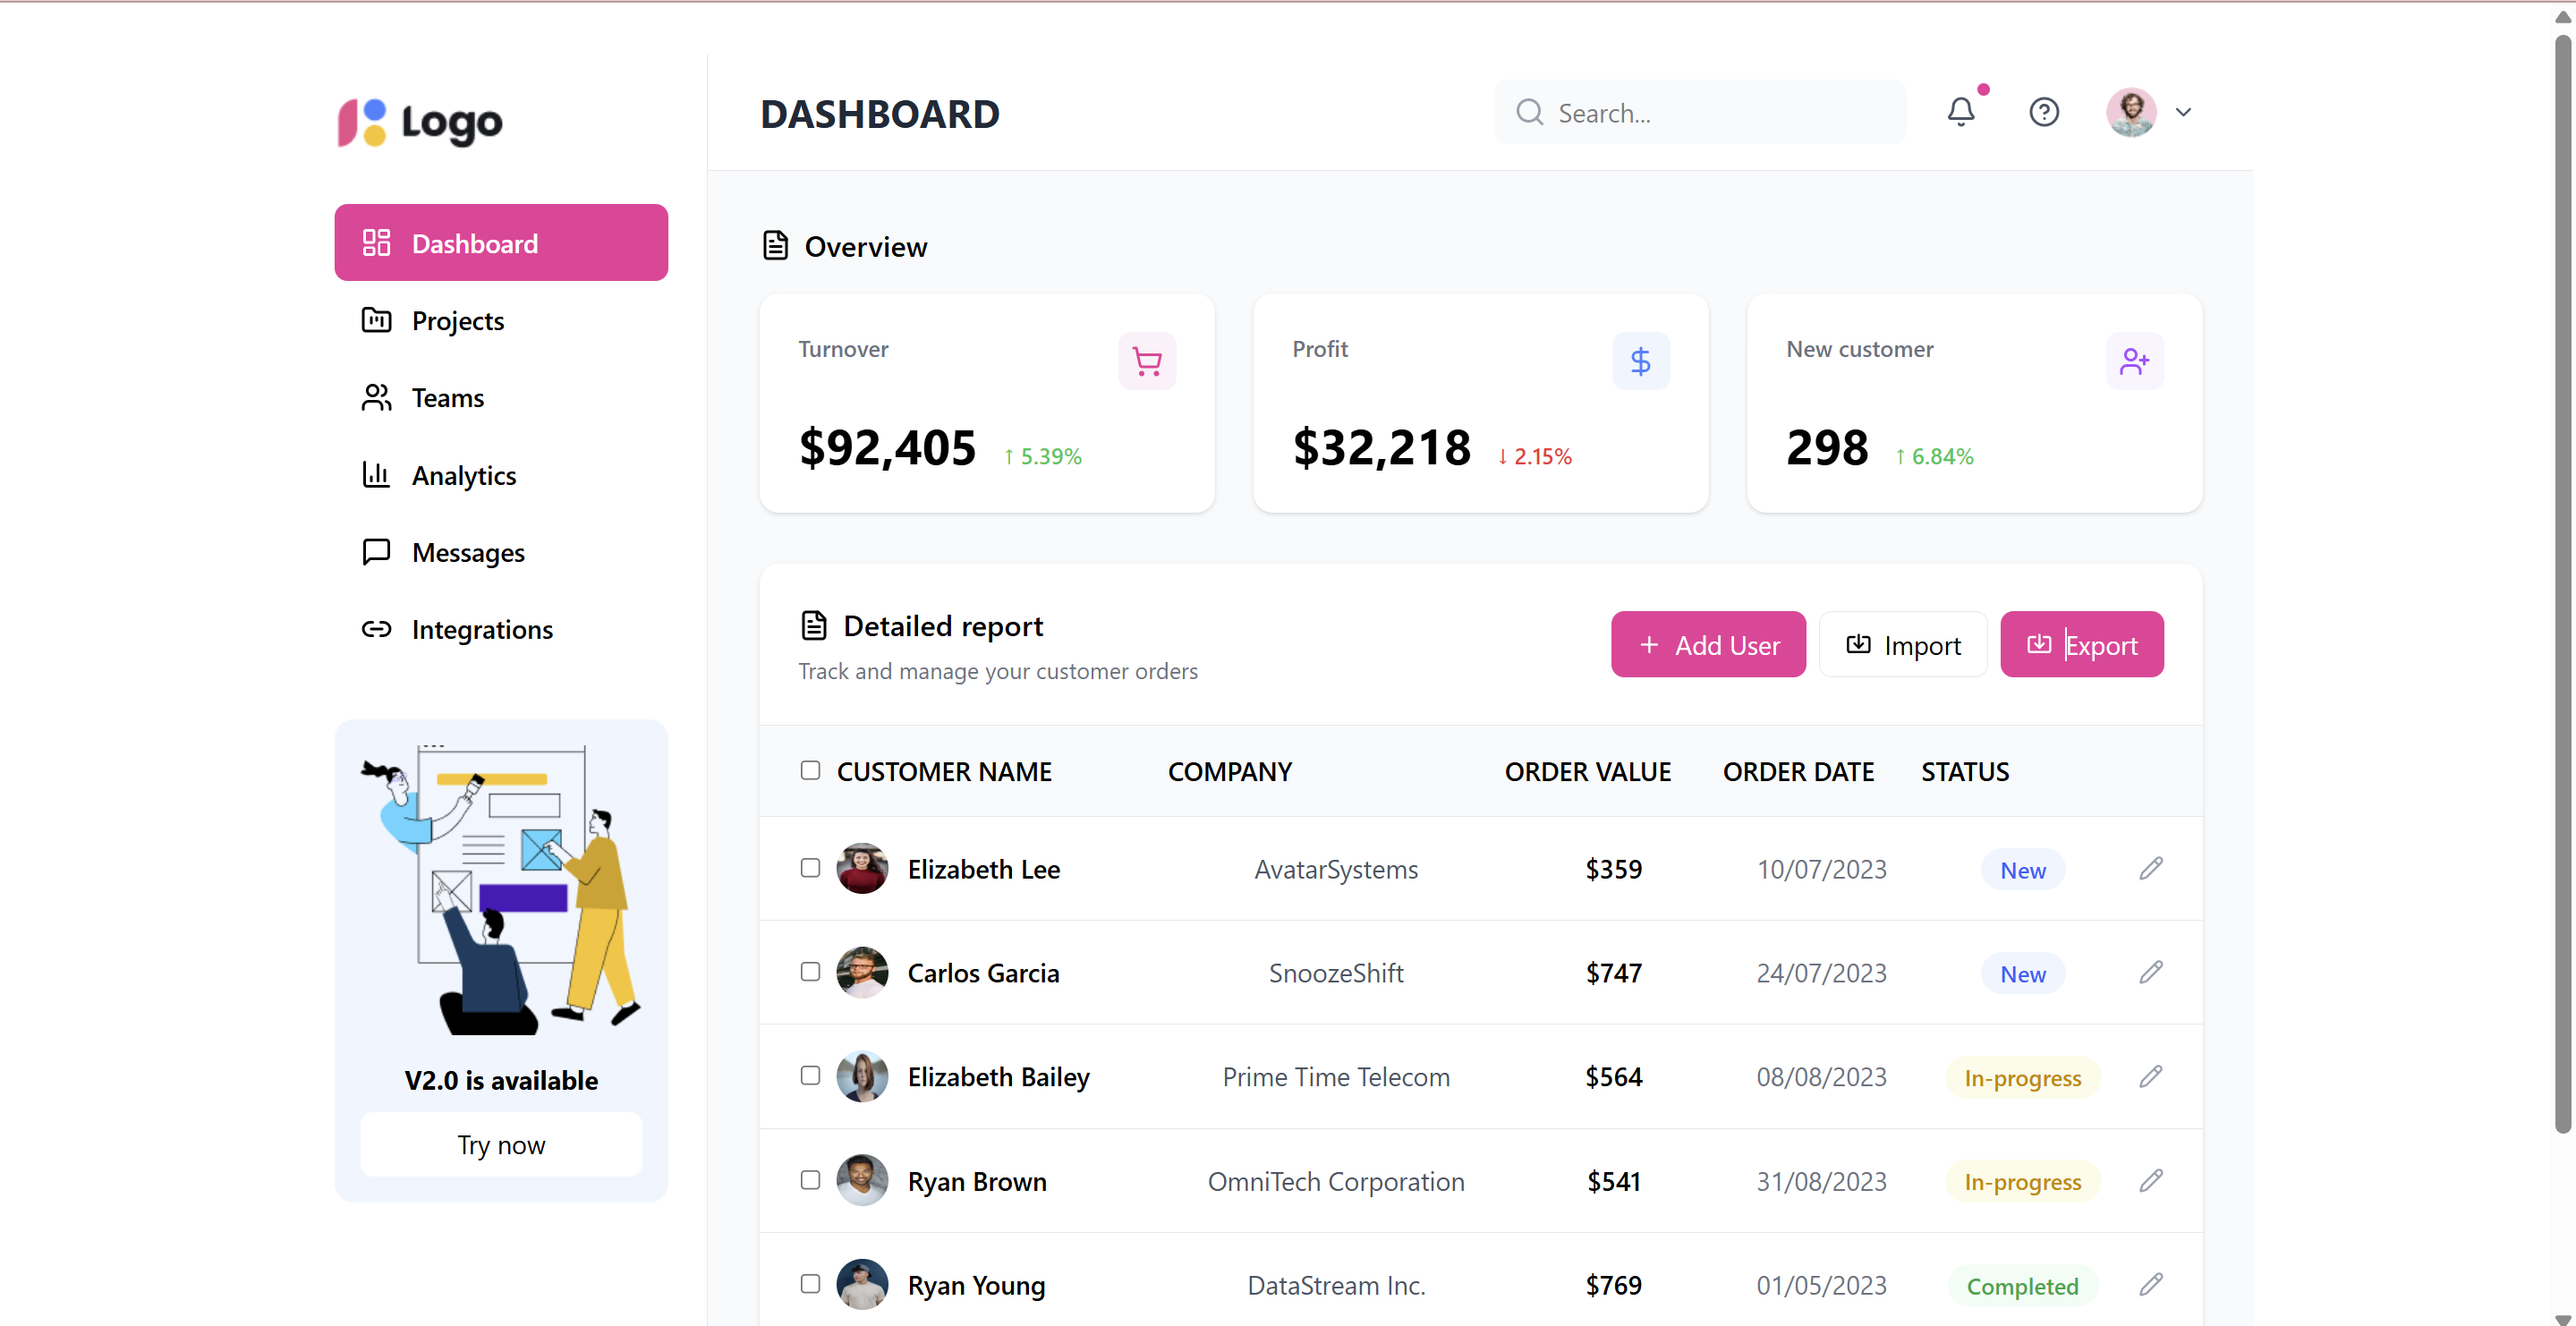 Logo
DASHBOARD
Search...
Dashboard
Projects
Teams
Analytics
Messages
Integrations
V2.0 is available
Try now
Overview
Turnover
$92,405 ↑ 5.39%
Profit
$32,218 ↓ 2.15%
New customer
298 ↑ 6.84%
Detailed report
Track and manage your customer orders
+ Add User Import Export
CUSTOMER NAME COMPANY ORDER VALUE ORDER DATE STATUS
Elizabeth Lee AvatarSystems $359 10/07/2023 New
Carlos Garcia SnoozeShift $747 24/07/2023 New
Elizabeth Bailey Prime Time Telecom $564 08/08/2023 In-progress
Ryan Brown OmniTech Corporation $541 31/08/2023 In-progress
Ryan Young DataStream Inc. $769 01/05/2023 Completed